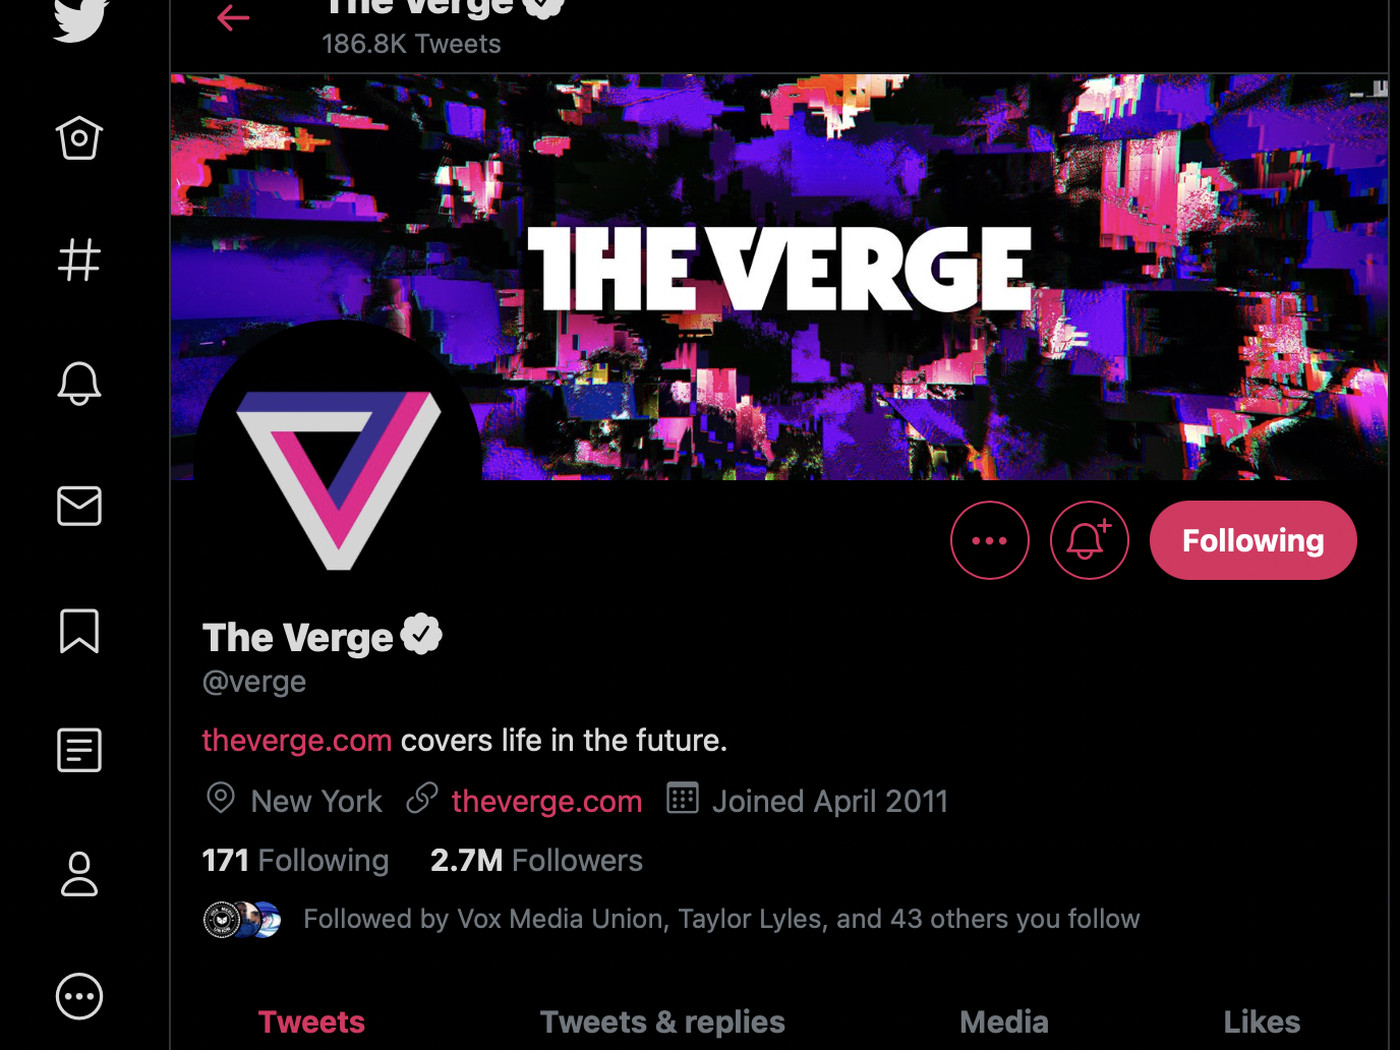 The Verge
186.8K Tweets
THE VERGE
Following
The Verge
@verge
theverge.com covers life in the future.
New York theverge.com Joined April 2011
171 Following 2.7M Followers
Followed by Vox Media Union, Taylor Lyles, and 43 others you follow
Tweets Tweets & replies Media Likes